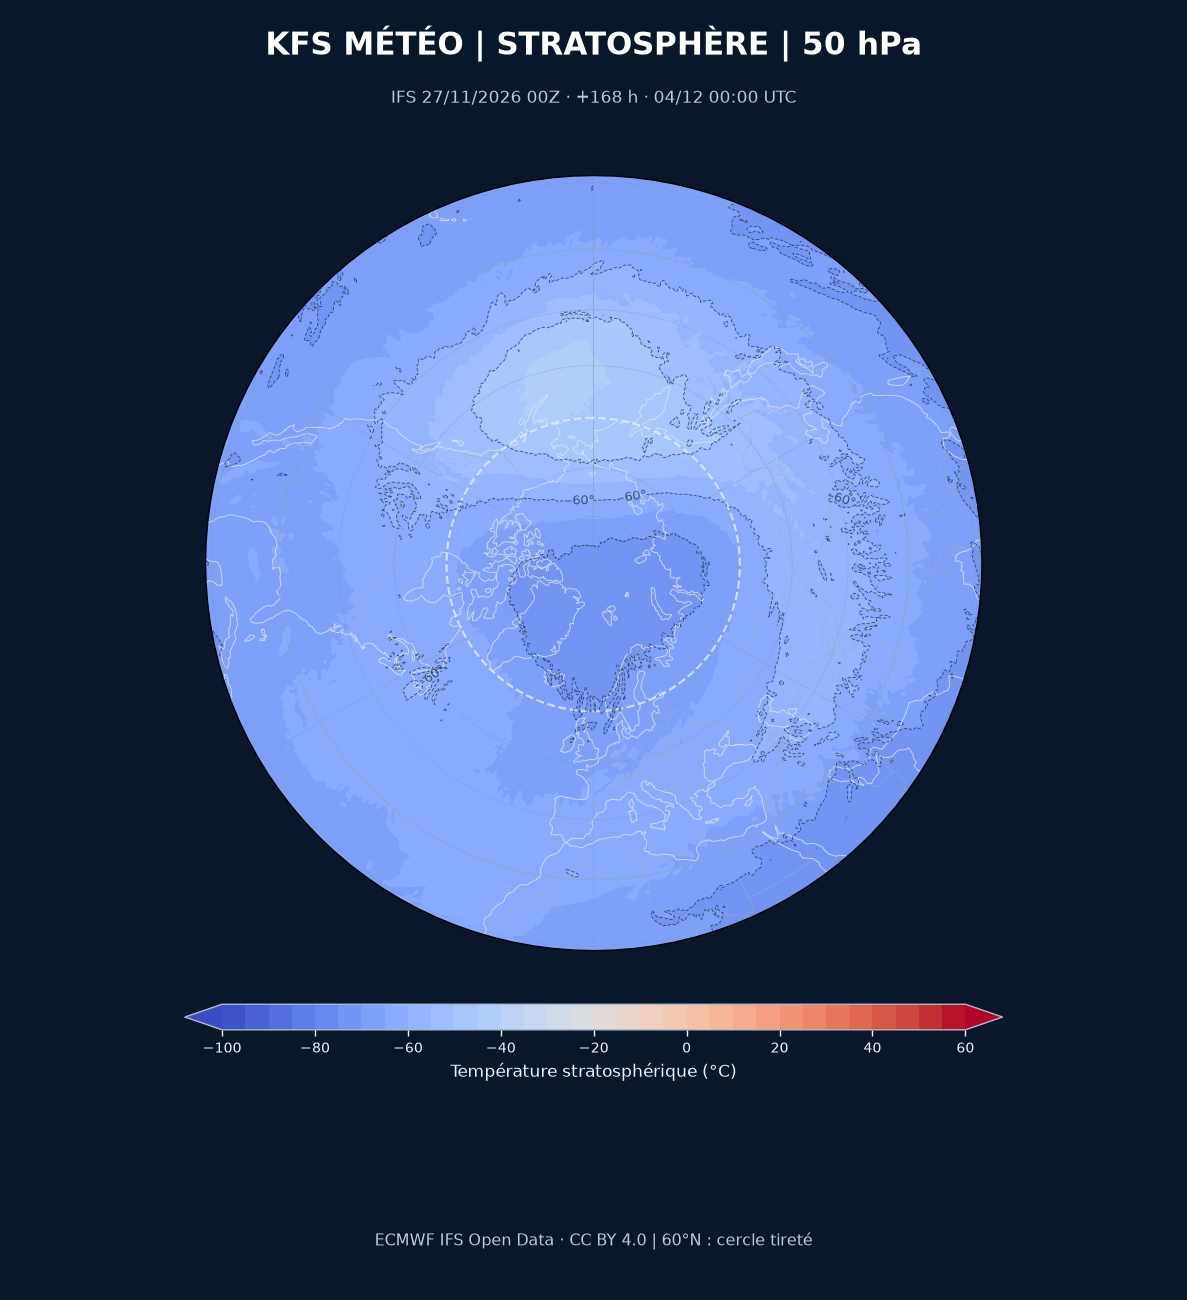 KFS MÉTÉO | STRATOSPHÈRE | 50 hPa
IFS 27/11/2026 00Z · +168 h · 04/12 00:00 UTC
-60°
-60°
-60°
-60°
−100 −80 −60 −40 −20 0 20 40 60
Température stratosphérique (°C)
ECMWF IFS Open Data · CC BY 4.0 | 60°N : cercle tireté